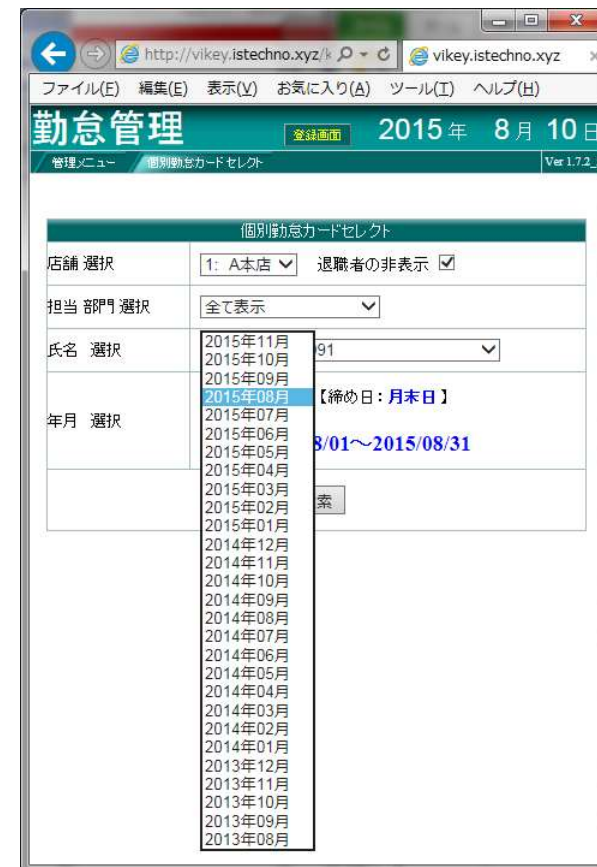 http://vikey.istechno.xyz/k
vikey.istechno.xyz
ファイル(F) 編集(E) 表示(V) お気に入り(A) ツール(T) ヘルプ(H)
勤怠管理 登録画面 2015年 8月 10日
管理メニュー 個別勤怠カードセレクト Ver 1.7.2_
個別勤怠カードセレクト
店舗 選択 1: A本店 退職者の非表示
担当 部門 選択 全て表示
氏名 選択 991
年月 選択 【締め日:月末日】
8/01~2015/08/31
索
2015年11月
2015年10月
2015年09月
2015年08月
2015年07月
2015年06月
2015年05月
2015年04月
2015年03月
2015年02月
2015年01月
2014年12月
2014年11月
2014年10月
2014年09月
2014年08月
2014年07月
2014年06月
2014年05月
2014年04月
2014年03月
2014年02月
2014年01月
2013年12月
2013年11月
2013年10月
2013年09月
2013年08月